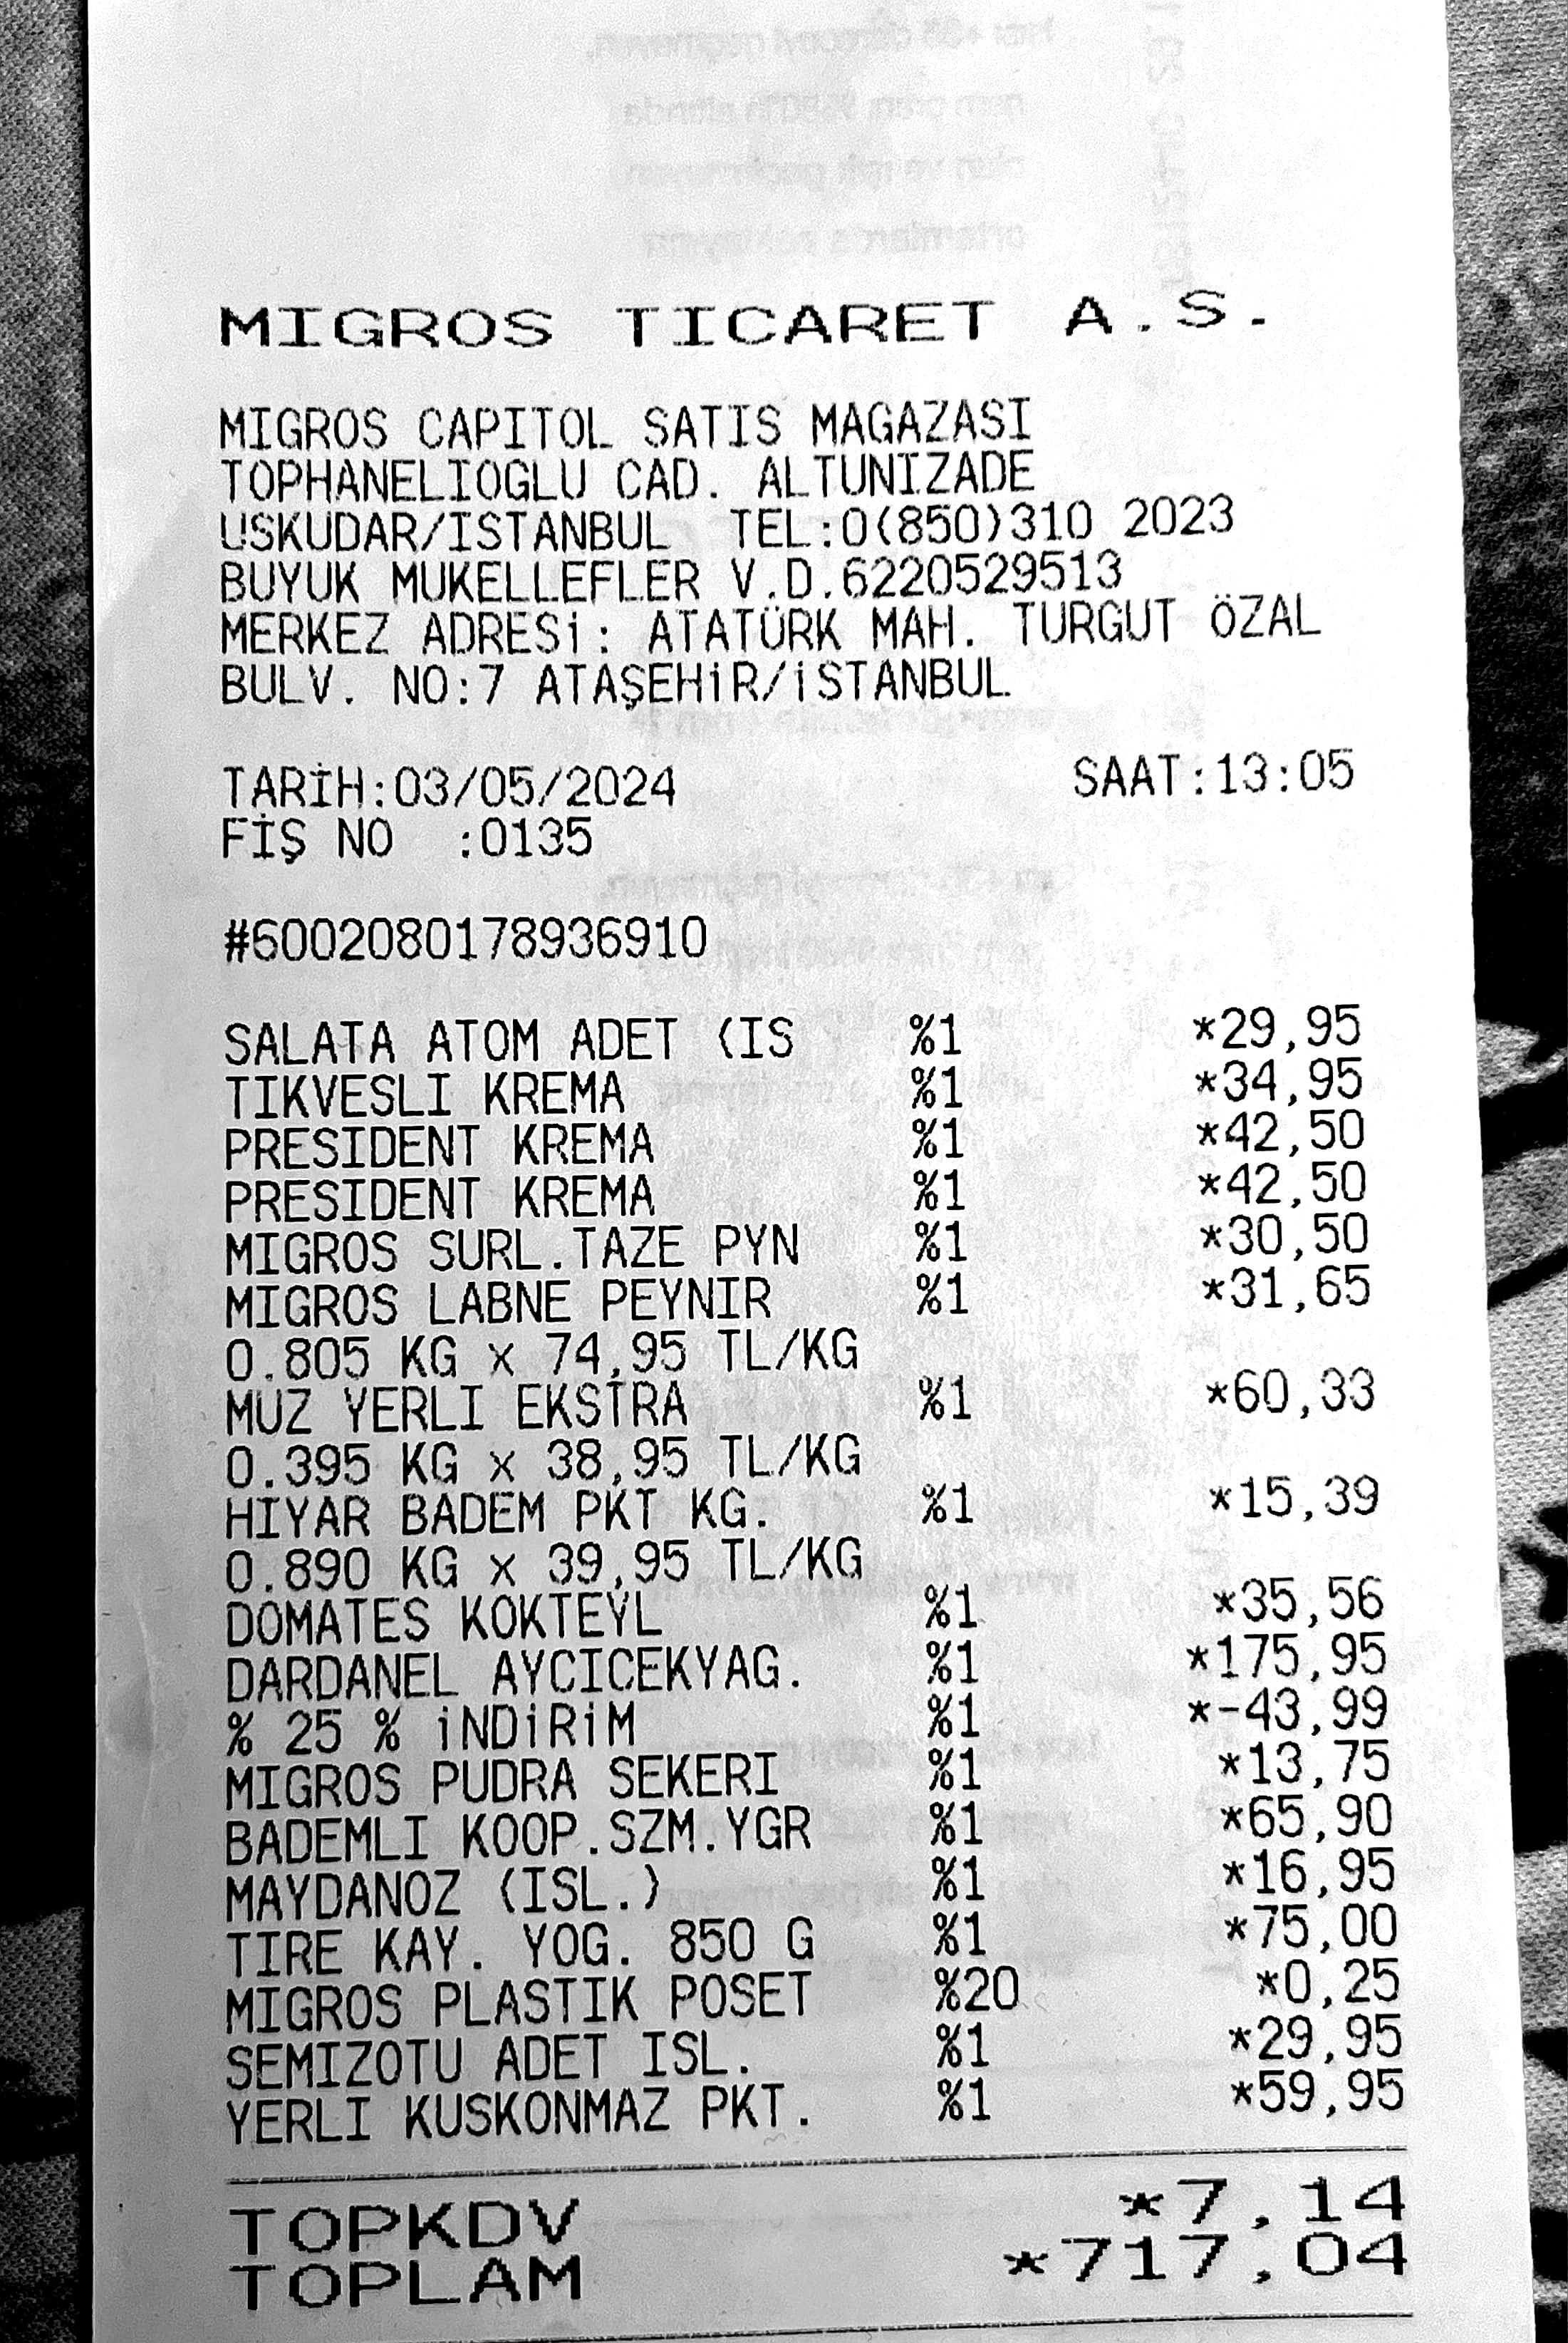 MIGROS TICARET A.S.
MIGROS CAPITOL SATIS MAGAZASI
TOPHANELIOGLU CAD. ALTUNIZADE
USKUDAR/ISTANBUL TEL:0(850)310 2023
BUYUK MUKELLEFLER V.D.6220529513
MERKEZ ADRESİ: ATATÜRK MAH. TURGUT ÖZAL
BULV. NO:7 ATAŞEHİR/İSTANBUL
TARİH:03/05/2024 SAAT:13:05
FİŞ NO :0135
#6002080178936910
SALATA ATOM ADET (IS %1 *29,95
TIKVESLI KREMA %1 *34,95
PRESIDENT KREMA %1 *42,50
PRESIDENT KREMA %1 *42,50
MIGROS SURL.TAZE PYN %1 *30,50
MIGROS LABNE PEYNIR %1 *31,65
0.805 KG x 74,95 TL/KG
MUZ YERLI EKSTRA %1 *60,33
0.395 KG x 38,95 TL/KG
HIYAR BADEM PKT KG. %1 *15,39
0.890 KG x 39,95 TL/KG
DOMATES KOKTEYL %1 *35,56
DARDANEL AYCICEKYAG. %1 *175,95
% 25 % İNDİRİM %1 *-43,99
MIGROS PUDRA SEKERI %1 *13,75
BADEMLI KOOP.SZM.YGR %1 *65,90
MAYDANOZ (ISL.) %1 *16,95
TIRE KAY. YOG. 850 G %1 *75,00
MIGROS PLASTIK POSET %20 *0,25
SEMIZOTU ADET ISL. %1 *29,95
YERLI KUSKONMAZ PKT. %1 *59,95
TOPKDV *7,14
TOPLAM *717,04